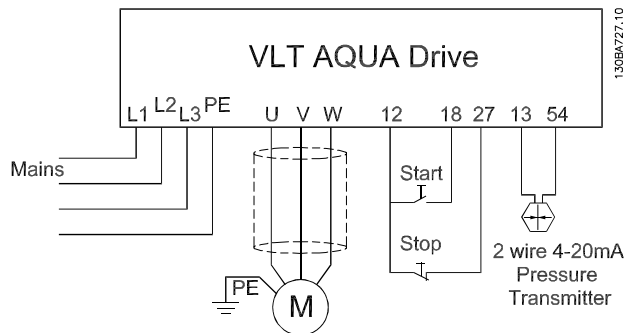 130BA727.10
VLT AQUA Drive
L1 L2 L3 PE U V W 12 18 27 13 54
Mains
Start
Stop
2 wire 4-20mA
Pressure
Transmitter
PE
M